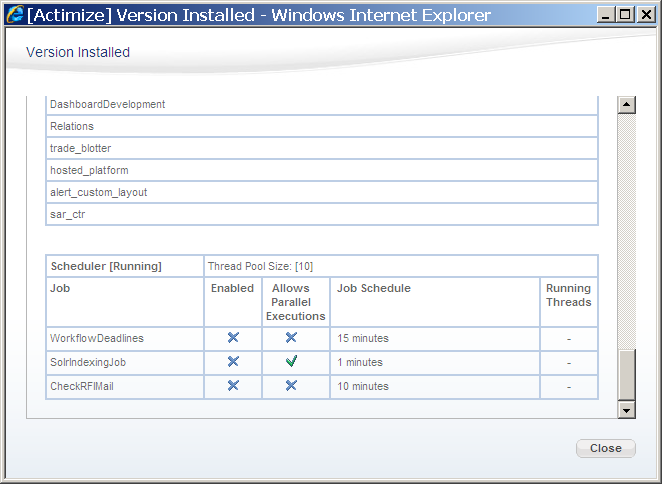 [Actimize] Version Installed - Windows Internet Explorer
Version Installed
DashboardDevelopment
Relations
trade_blotter
hosted_platform
alert_custom_layout
sar_ctr
Scheduler [Running] Thread Pool Size: [10]
Job Enabled Allows Parallel Executions Job Schedule Running Threads
WorkflowDeadlines 15 minutes -
SolrIndexingJob 1 minutes -
CheckRFIMail 10 minutes -
Close